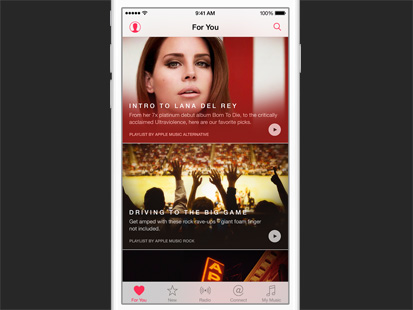 9:41 AM 100%
For You
INTRO TO LANA DEL REY
From her 7x platinum debut album Born To Die, to the critically
acclaimed Ultraviolence, here are our favorite picks.
PLAYLIST BY APPLE MUSIC ALTERNATIVE
DRIVING TO THE BIG GAME
Get amped with these rock rave-ups – giant foam finger
not included.
PLAYLIST BY APPLE MUSIC ROCK
For You New Radio Connect My Music